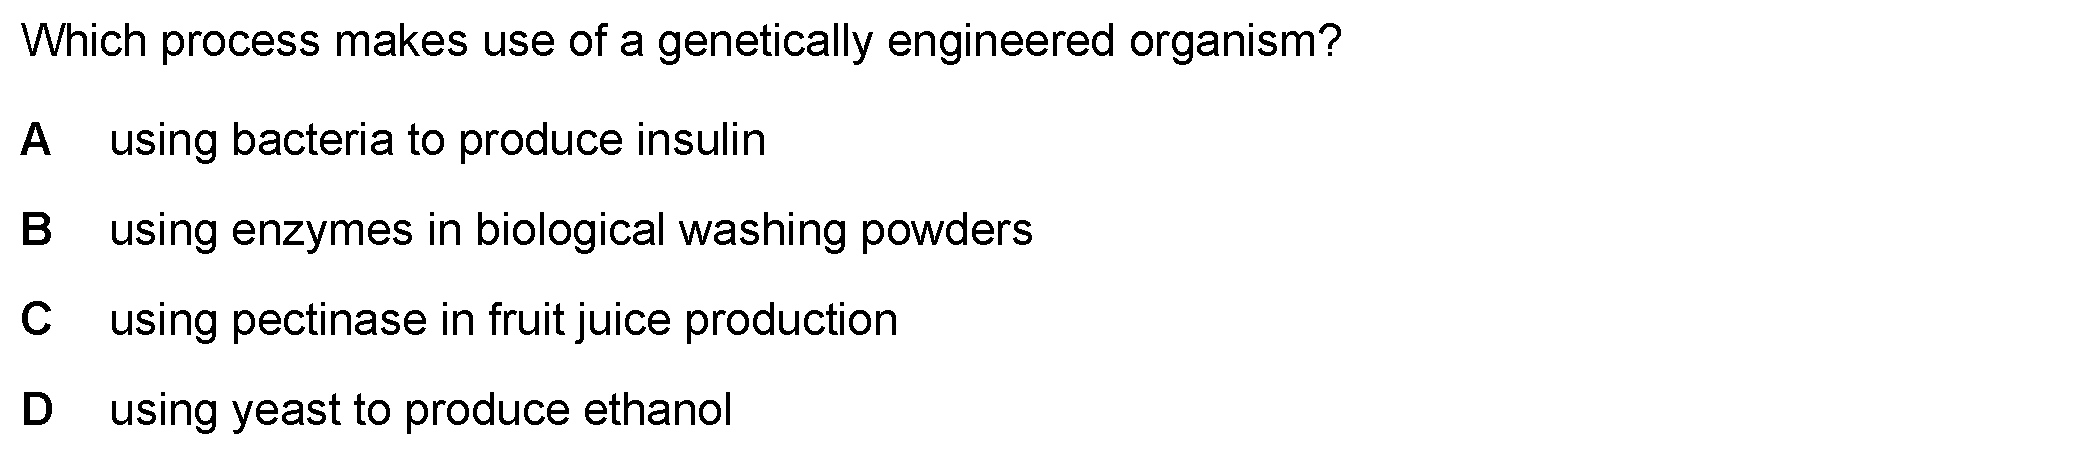 Which process makes use of a genetically engineered organism?
A using bacteria to produce insulin
B using enzymes in biological washing powders
C using pectinase in fruit juice production
D using yeast to produce ethanol